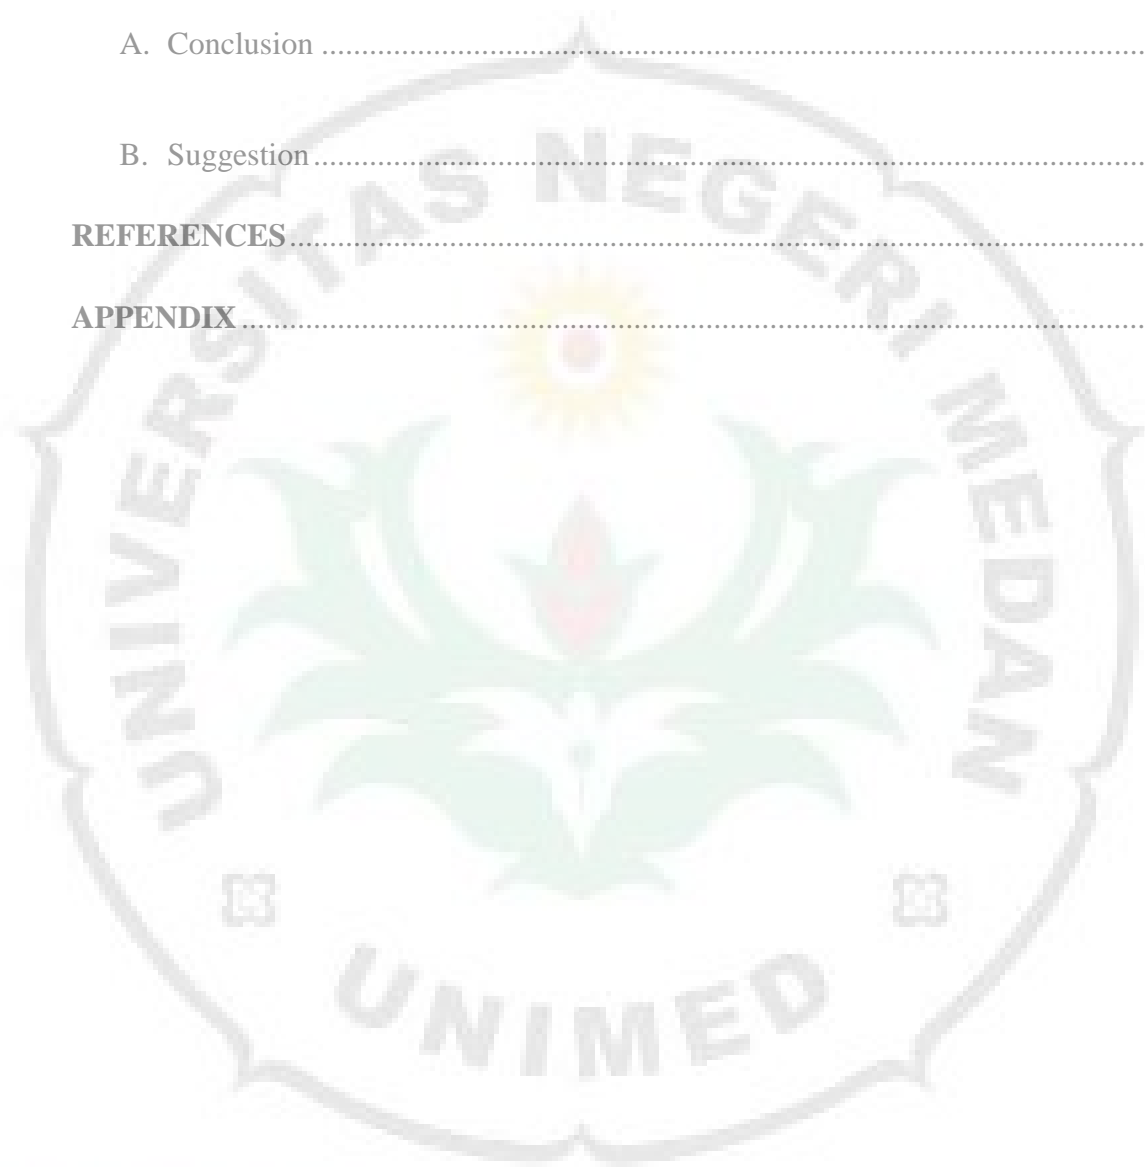 A. Conclusion ........................................................................................................................
B. Suggestion ........................................................................................................................
REFERENCES ........................................................................................................................
APPENDIX ........................................................................................................................
UNIVERSITAS NEGERI MEDAN
UNIMED